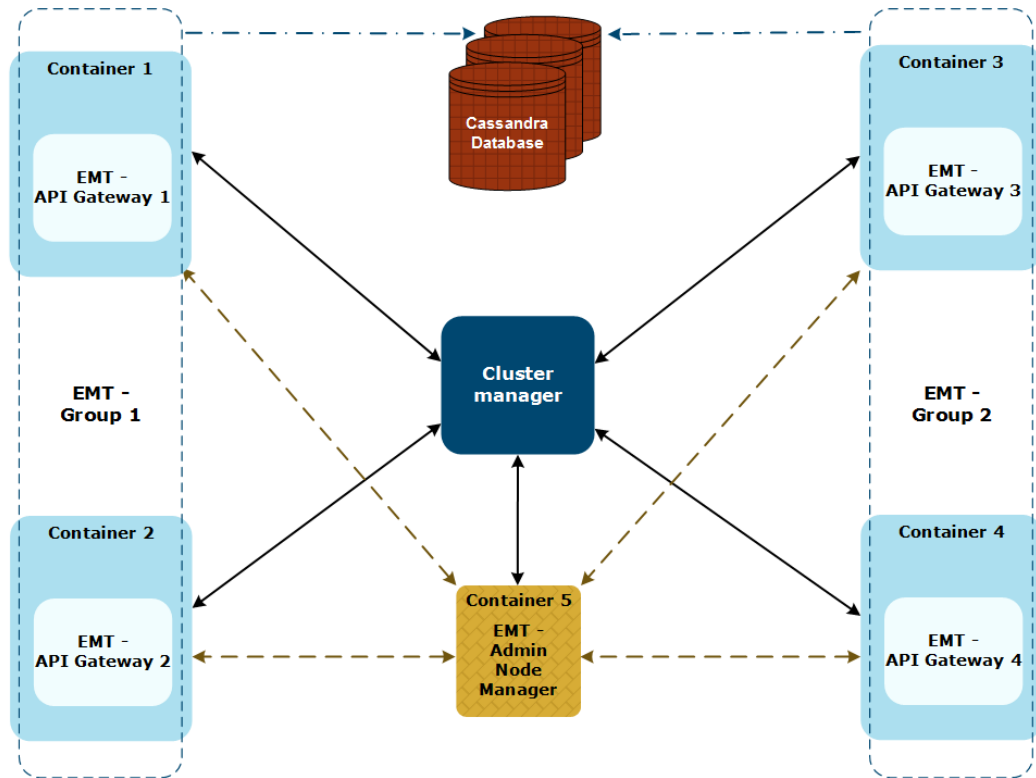 Container 1
EMT -
API Gateway 1
Cassandra
Database
Container 3
EMT -
API Gateway 3
EMT -
Group 1
Cluster
manager
EMT -
Group 2
Container 2
EMT -
API Gateway 2
Container 5
EMT -
Admin
Node
Manager
Container 4
EMT -
API Gateway 4